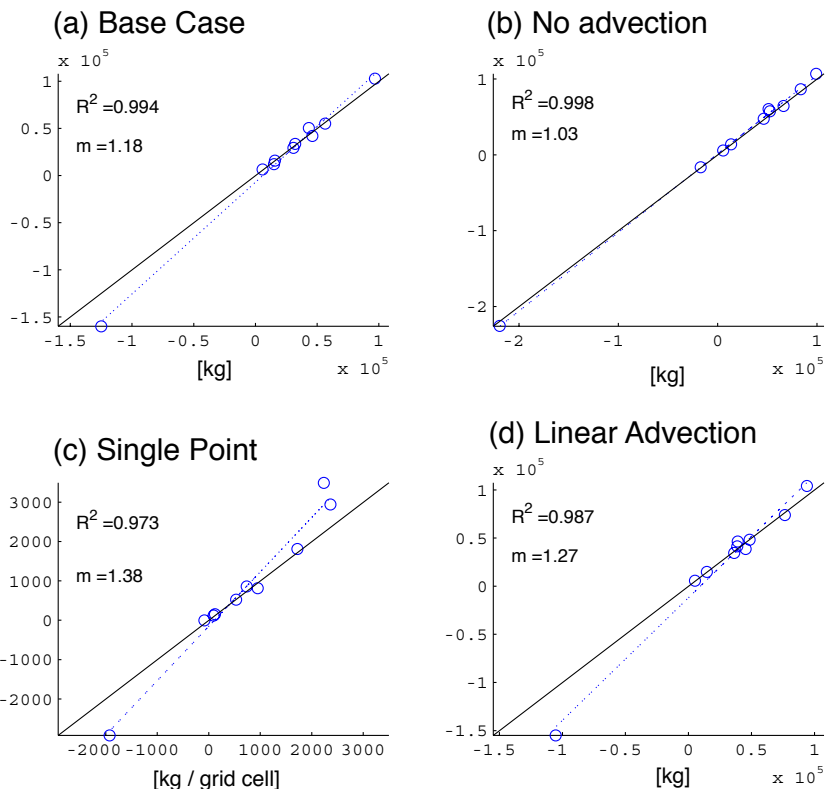 (a) Base Case
x 10^5
R^2 =0.994
m =1.18
1
0.5
0
-0.5
-1
-1.5
-1.5 -1 -0.5 0 0.5 1
[kg]
x 10^5
(b) No advection
x 10^5
R^2 =0.998
m =1.03
1
0
-1
-2
-2 -1 0 1
[kg]
x 10^5
(c) Single Point
R^2 =0.973
m =1.38
3000
2000
1000
0
-1000
-2000
-2000 -1000 0 1000 2000 3000
[kg / grid cell]
(d) Linear Advection
x 10^5
R^2 =0.987
m =1.27
1
0.5
0
-0.5
-1
-1.5
-1.5 -1 -0.5 0 0.5 1
[kg]
x 10^5